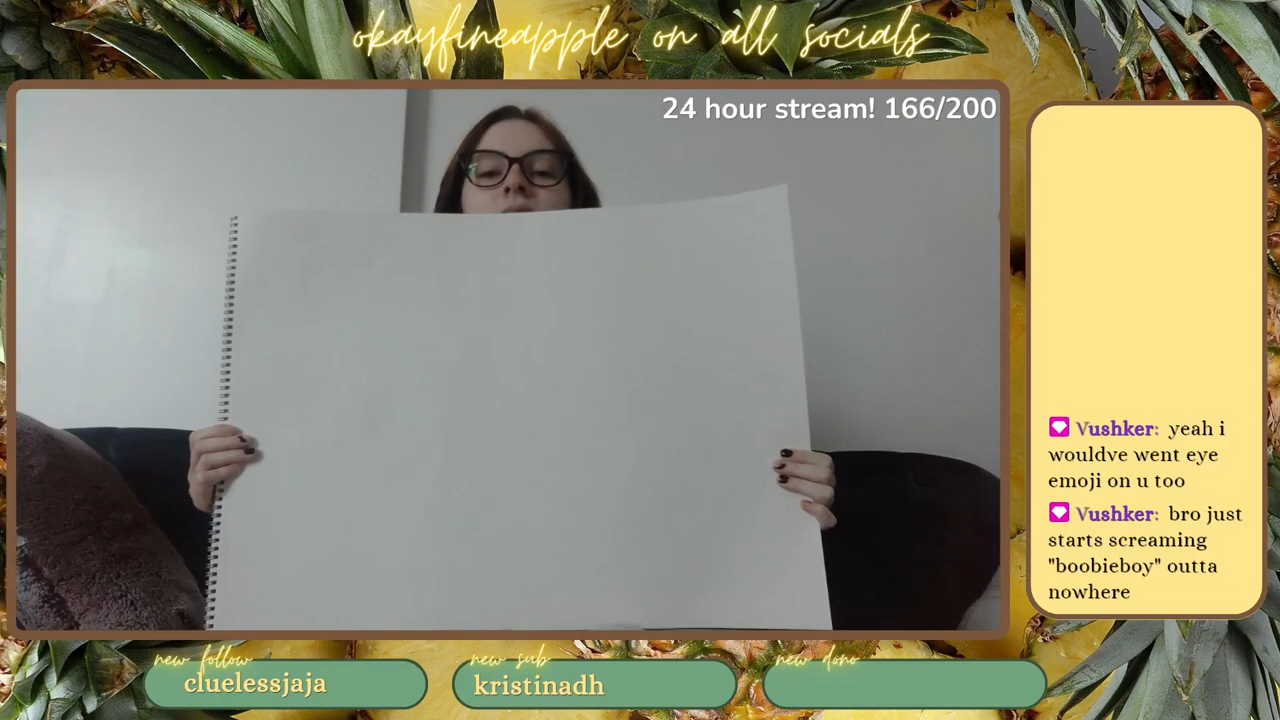 okayfineapple on all socials
24 hour stream! 166/200
Vushker: yeah i
wouldve went eye
emoji on u too
Vushker: bro just
starts screaming
"boobieboy" outta
nowhere
new follow
cluelessjaja
new sub
kristinadh
new dono